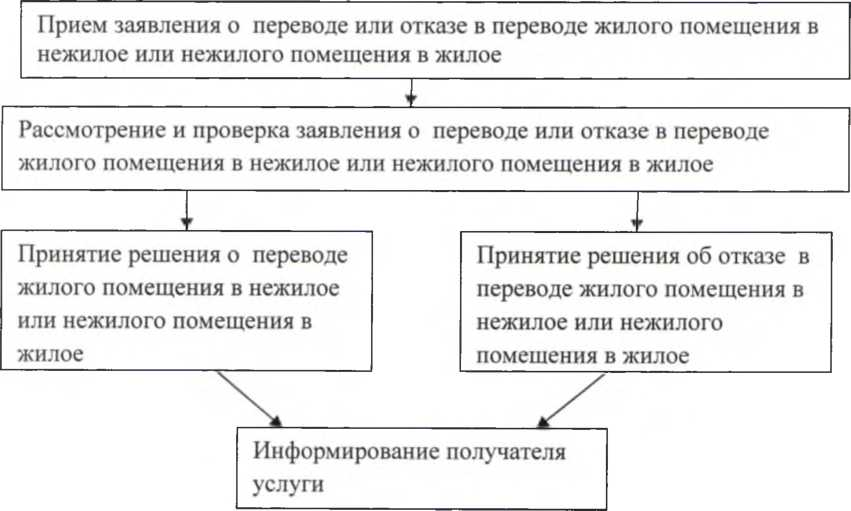 Прием заявления о переводе или отказе в переводе жилого помещения в
нежилое или нежилого помещения в жилое
Рассмотрение и проверка заявления о переводе или отказе в переводе
жилого помещения в нежилое или нежилого помещения в жилое
Принятие решения о переводе
жилого помещения в нежилое
или нежилого помещения в
жилое
Принятие решения об отказе в
переводе жилого помещения в
нежилое или нежилого
помещения в жилое
Информирование получателя
услуги